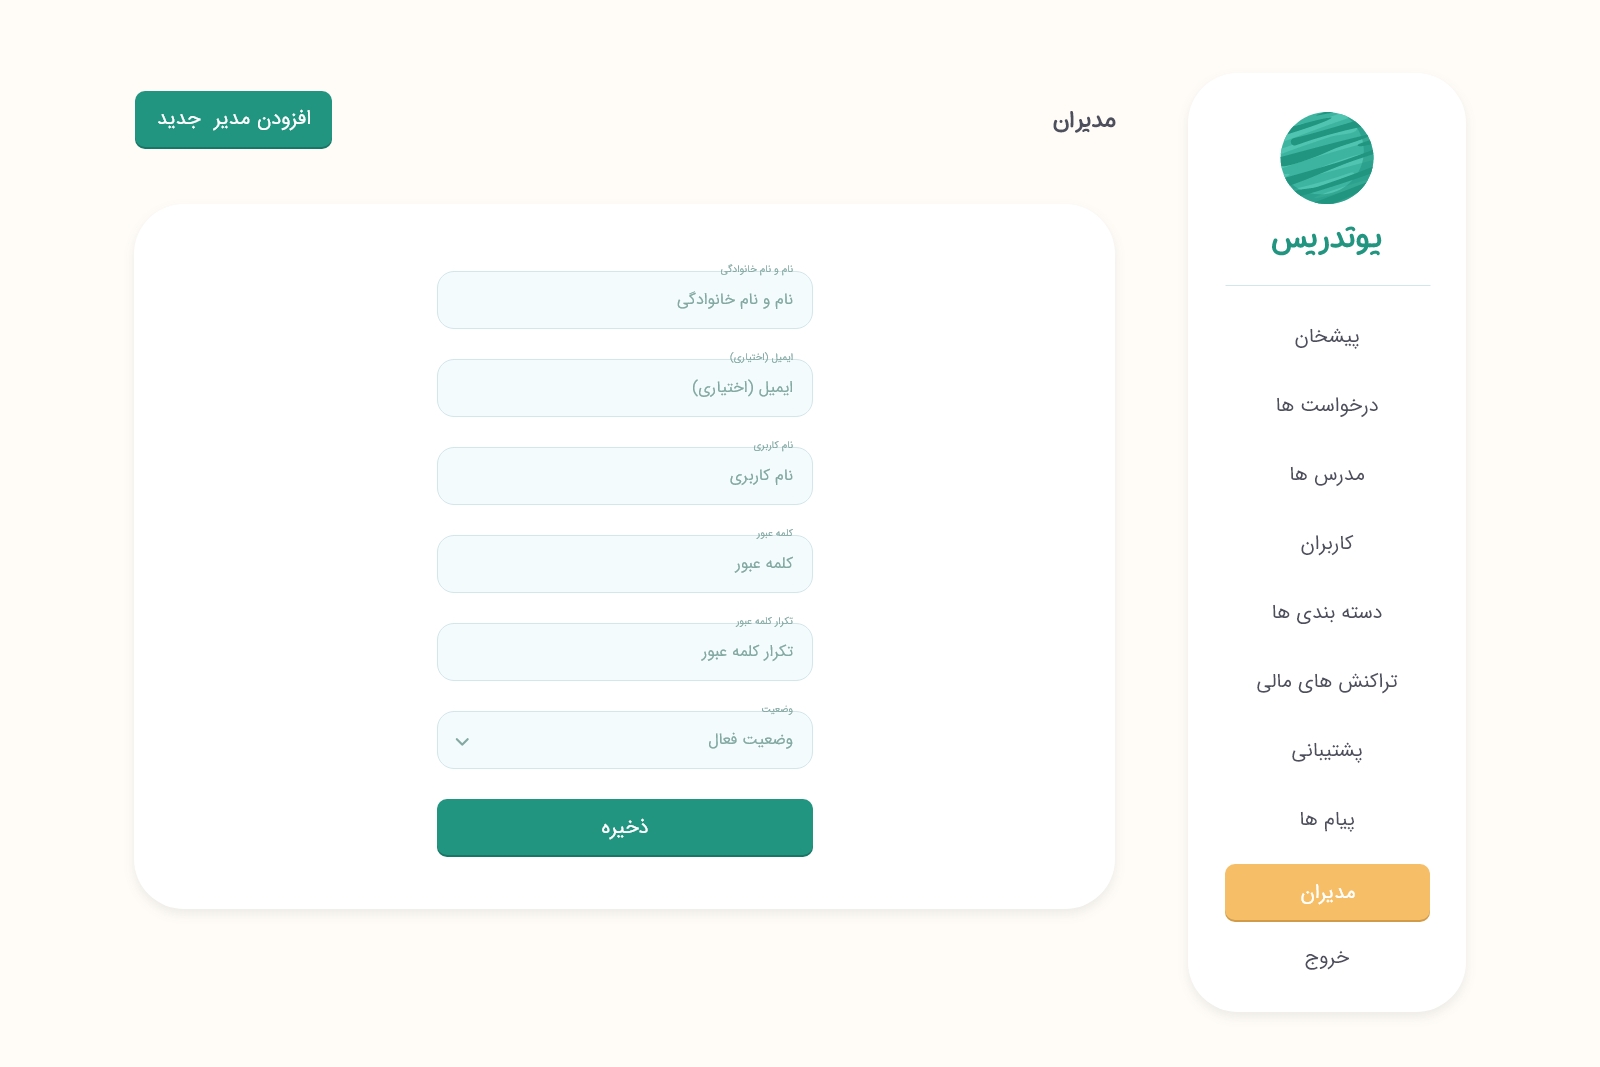 یوتدریس
پیشخان
درخواست ها
مدرس ها
کاربران
دسته بندی ها
تراکنش های مالی
پشتیبانی
پیام ها
مدیران
خروج
مدیران
افزودن مدیر جدید
نام و نام خانوادگی
نام و نام خانوادگی
ایمیل (اختیاری)
ایمیل (اختیاری)
نام کاربری
نام کاربری
کلمه عبور
کلمه عبور
تکرار کلمه عبور
تکرار کلمه عبور
وضعیت
وضعیت فعال
ذخیره